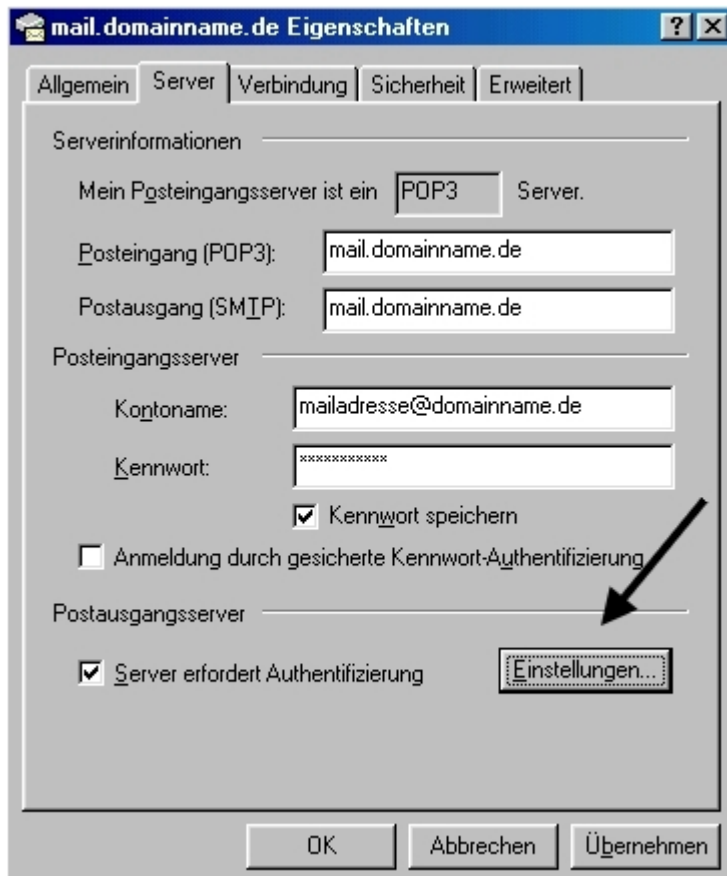 mail.domainname.de Eigenschaften
Allgemein Server Verbindung Sicherheit Erweitert
Serverinformationen
Mein Posteingangsserver ist ein POP3 Server.
Posteingang (POP3): mail.domainname.de
Postausgang (SMTP): mail.domainname.de
Posteingangsserver
Kontoname: mailadresse@domainname.de
Kennwort: ***********
Kennwort speichern
Anmeldung durch gesicherte Kennwort-Authentifizierung
Postausgangsserver
Server erfordert Authentifizierung Einstellungen...
OK Abbrechen Übernehmen